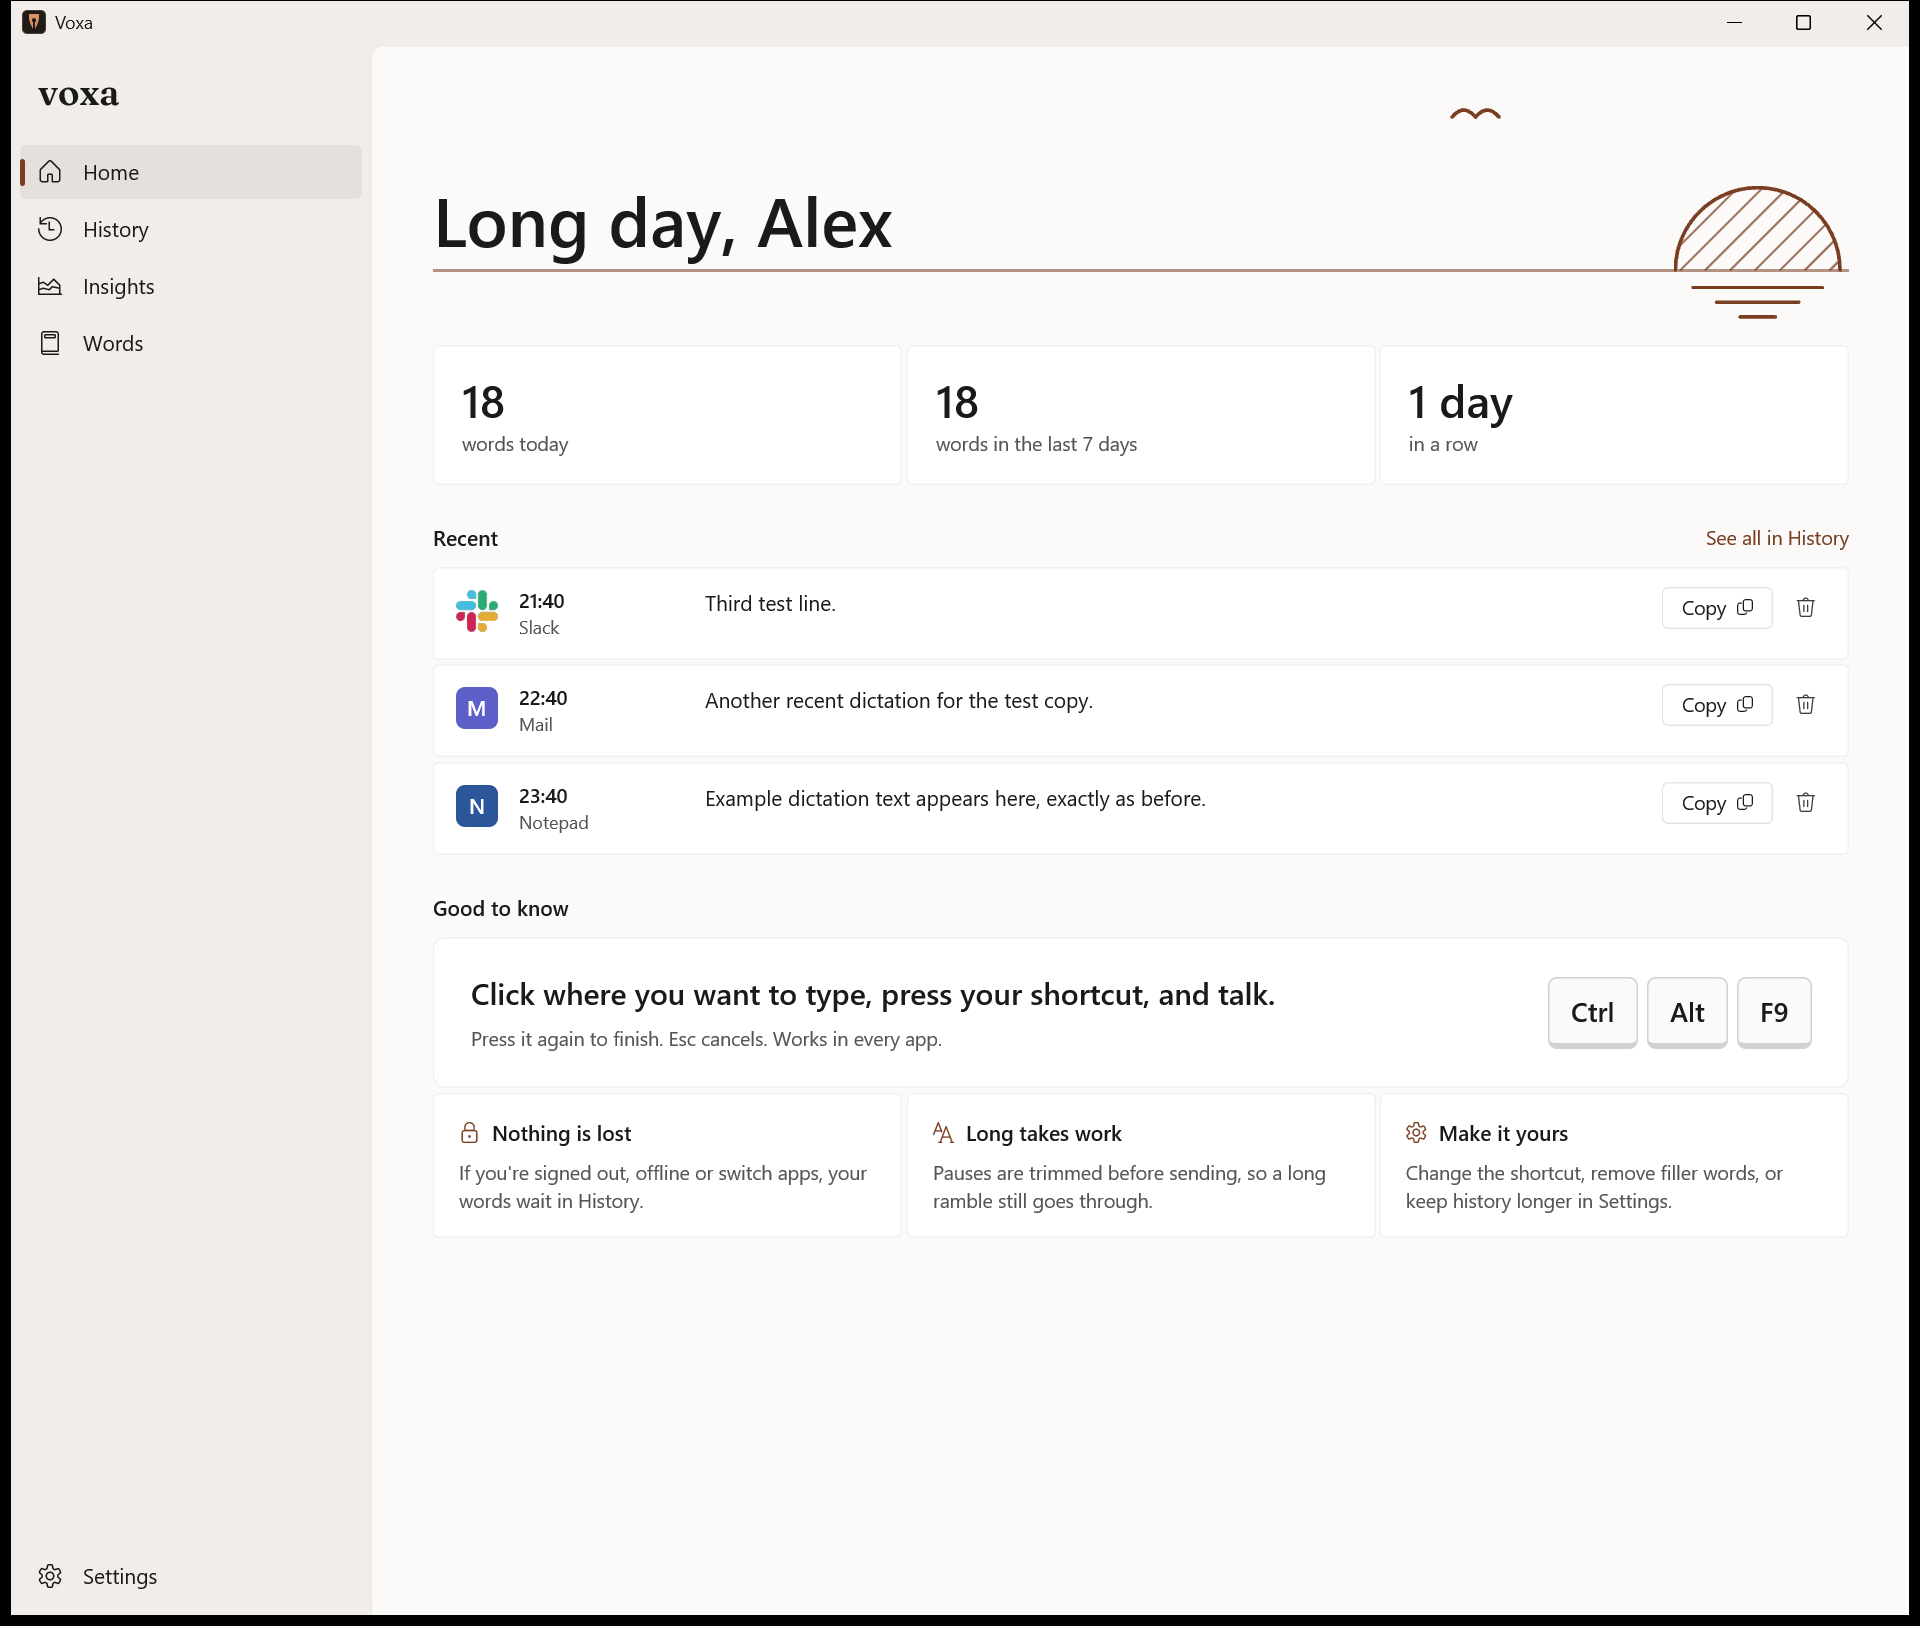 Voxa
voxa
Home
History
Insights
Words
Settings
Long day, Alex
18
words today
18
words in the last 7 days
1 day
in a row
Recent
See all in History
21:40
Slack
Third test line.
Copy
M
22:40
Mail
Another recent dictation for the test copy.
Copy
N
23:40
Notepad
Example dictation text appears here, exactly as before.
Copy
Good to know
Click where you want to type, press your shortcut, and talk.
Press it again to finish. Esc cancels. Works in every app.
Ctrl
Alt
F9
Nothing is lost
If you're signed out, offline or switch apps, your
words wait in History.
Long takes work
Pauses are trimmed before sending, so a long
ramble still goes through.
Make it yours
Change the shortcut, remove filler words, or
keep history longer in Settings.